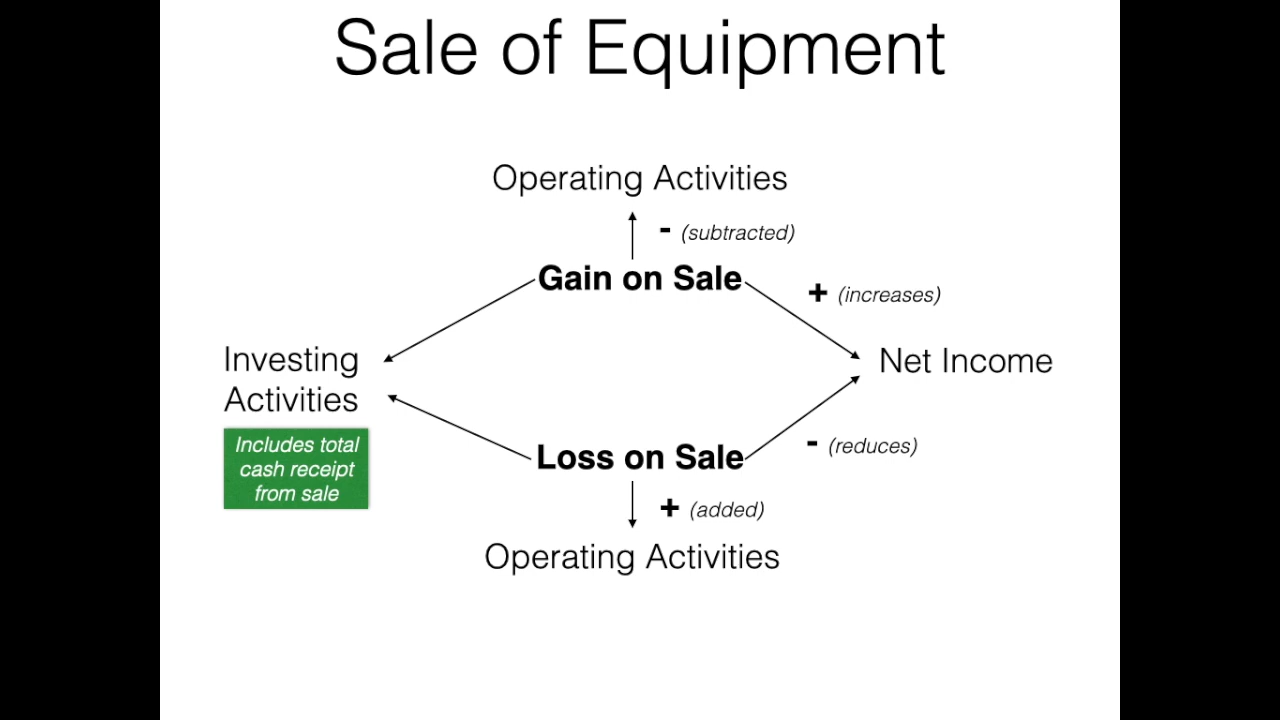 Sale of Equipment
Operating Activities
- (subtracted)
Gain on Sale
+ (increases)
Investing
Activities
Net Income
Includes total
cash receipt
from sale
- (reduces)
Loss on Sale
+ (added)
Operating Activities